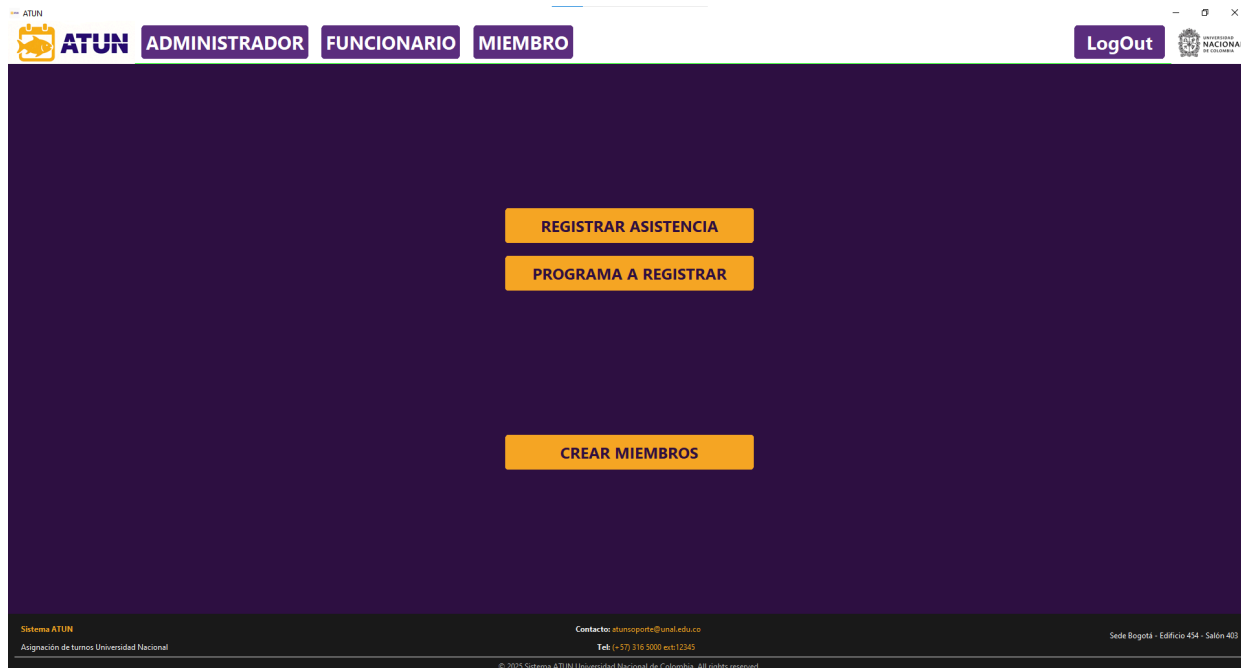 ATUN
ATUN ADMINISTRADOR FUNCIONARIO MIEMBRO LogOut UNIVERSIDAD NACIONAL DE COLOMBIA
REGISTRAR ASISTENCIA
PROGRAMA A REGISTRAR
CREAR MIEMBROS
Sistema ATUN
Asignación de turnos Universidad Nacional
Contacto: atunsoporte@unal.edu.co
Tel: (+57) 316 5000 ext:12345
Sede Bogotá - Edificio 454 - Salón 403
© 2025 Sistema ATUN Universidad Nacional de Colombia. All rights reserved